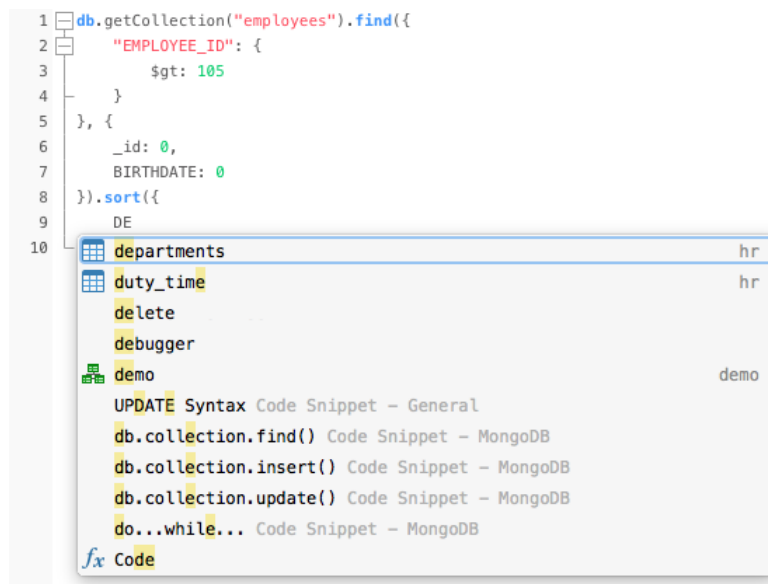 1 db.getCollection("employees").find({
2 "EMPLOYEE_ID": {
3 $gt: 105
4 }
5 }, {
6 _id: 0,
7 BIRTHDATE: 0
8 }).sort({
9 DE
10
departments hr
duty_time hr
delete
debugger
demo demo
UPDATE Syntax Code Snippet – General
db.collection.find() Code Snippet – MongoDB
db.collection.insert() Code Snippet – MongoDB
db.collection.update() Code Snippet – MongoDB
do...while... Code Snippet – MongoDB
fx Code